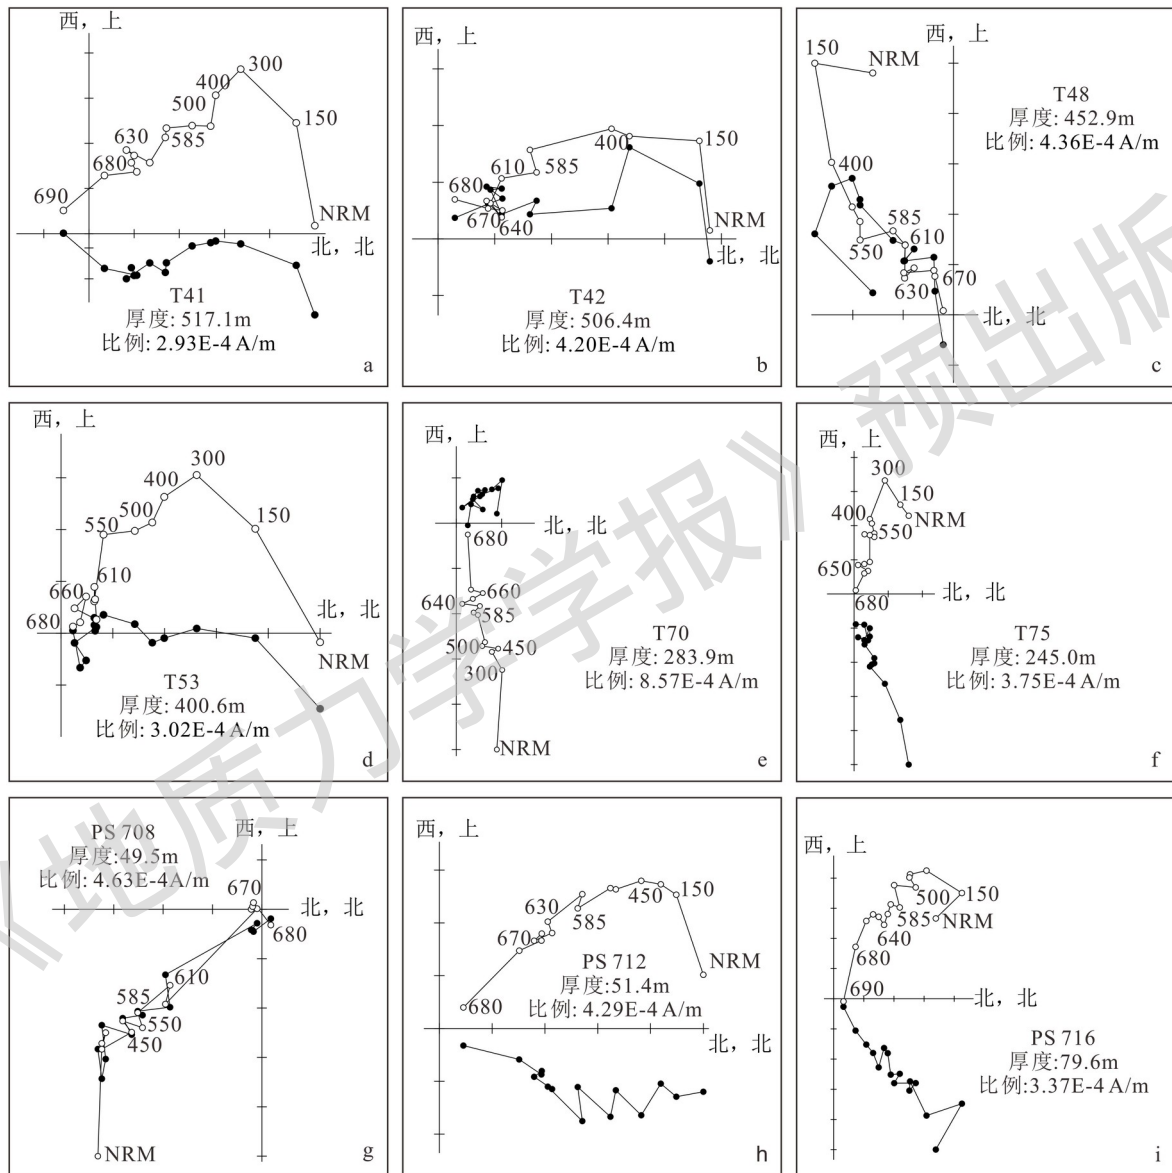 西，上
300
400
500
585
630
680
690
150
NRM
北，北
T41
厚度: 517.1m
比例: 2.93E-4 A/m
a
西，上
150
400
585
610
680
670
640
NRM
北，北
T42
厚度: 506.4m
比例: 4.20E-4 A/m
b
西，上
150
NRM
T48
厚度: 452.9m
比例: 4.36E-4 A/m
400
585
610
550
670
630
北，北
c
西，上
300
400
500
550
150
610
660
680
北，北
NRM
T53
厚度: 400.6m
比例: 3.02E-4 A/m
d
西，上
北，北
680
660
640
585
500
450
300
NRM
T70
厚度: 283.9m
比例: 8.57E-4 A/m
e
西，上
300
150
NRM
400
550
650
680
北，北
T75
厚度: 245.0m
比例: 3.75E-4 A/m
f
PS 708
厚度:49.5m
比例: 4.63E-4A/m
西，上
670
北，北
680
610
585
550
450
NRM
g
西，上
450
150
630
585
670
NRM
680
PS 712
厚度:51.4m
比例: 4.29E-4 A/m
北，北
h
西，上
500
150
585
NRM
640
680
690
北，北
PS 716
厚度:79.6m
比例:3.37E-4 A/m
i
《地质力学学报》预出版